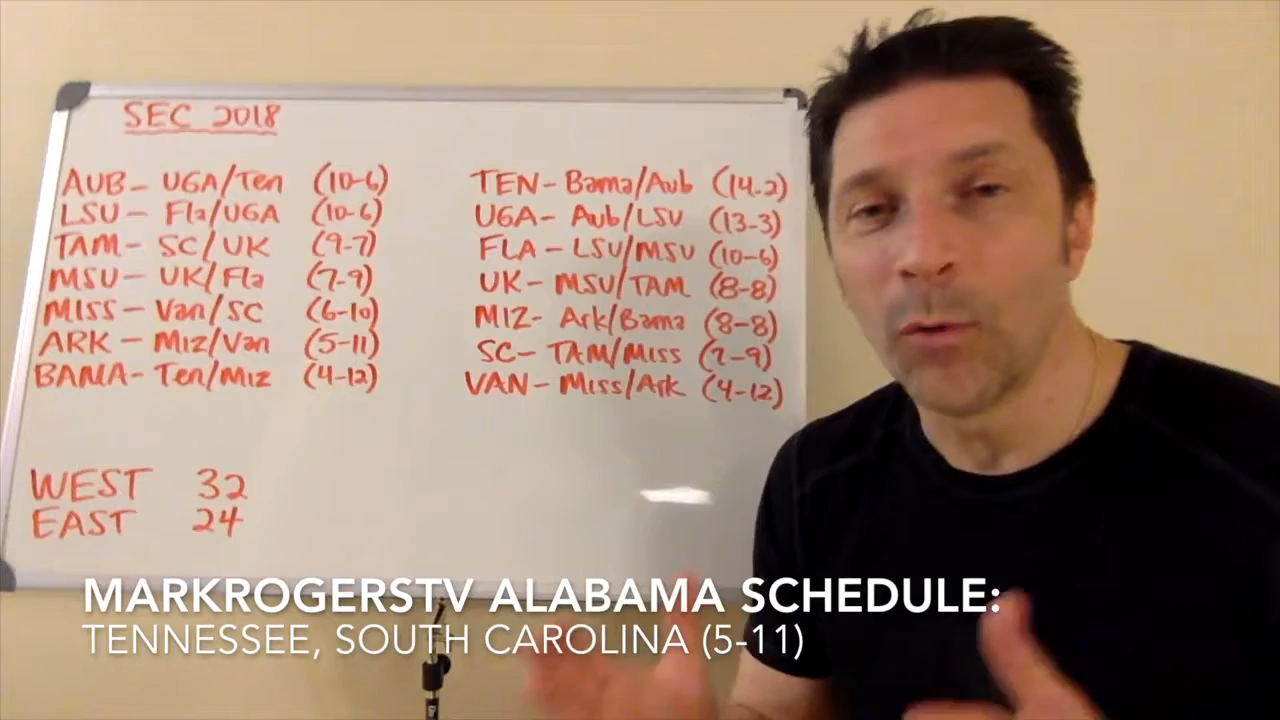 SEC 2018
AUB- UGA/Ten (10-6)
LSU- Fla/UGA (10-6)
TAM- SC/UK (9-7)
MSU- UK/Fla (7-9)
MISS- Van/SC (6-10)
ARK- Miz/Van (5-11)
BAMA- Ten/Miz (4-12)
TEN- Bama/Aub (14-2)
UGA- Aub/LSU (13-3)
FLA- LSU/MSU (10-6)
UK- MSU/TAM (8-8)
MIZ- Ark/Bama (8-8)
SC- TAM/Miss (7-9)
VAN- Miss/Ark (4-12)
WEST 32
EAST 24
MARKROGERSTV ALABAMA SCHEDULE:
TENNESSEE, SOUTH CAROLINA (5-11)